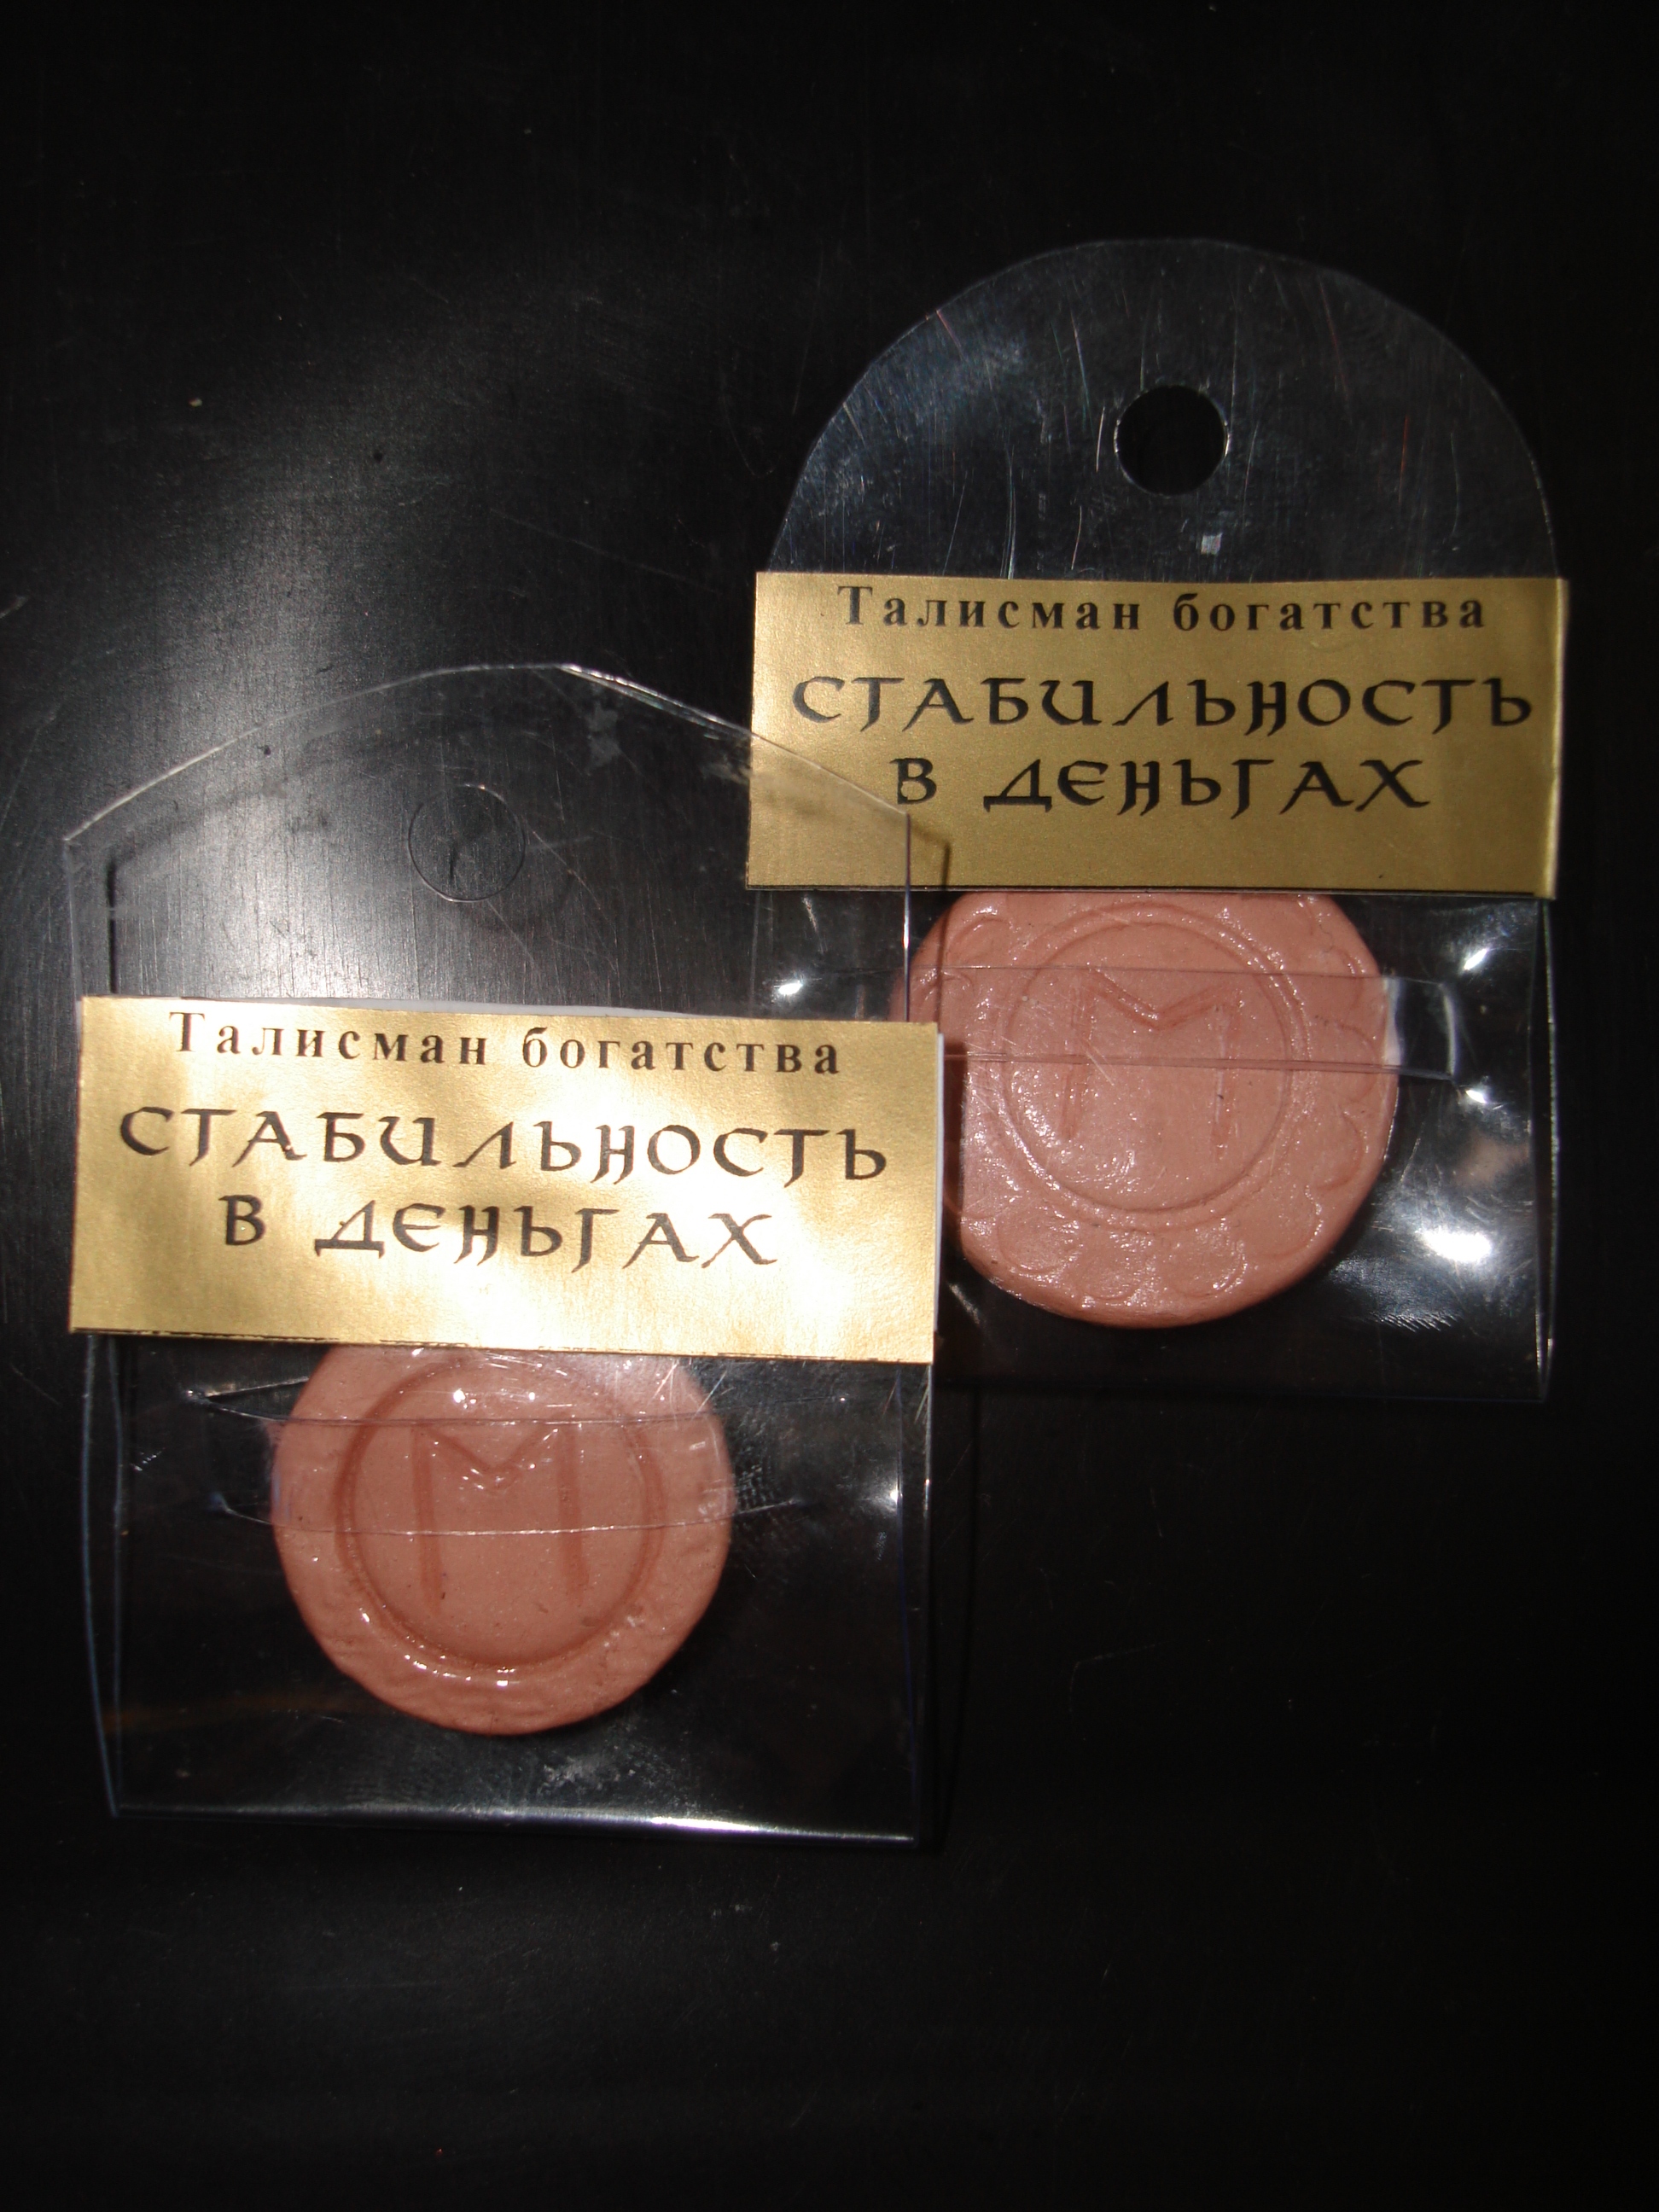 Талисман богатства
СТАБИЛЬНОСТЬ
В ДЕНЬГАХ
M
Талисман богатства
СТАБИЛЬНОСТЬ
В ДЕНЬГАХ
M